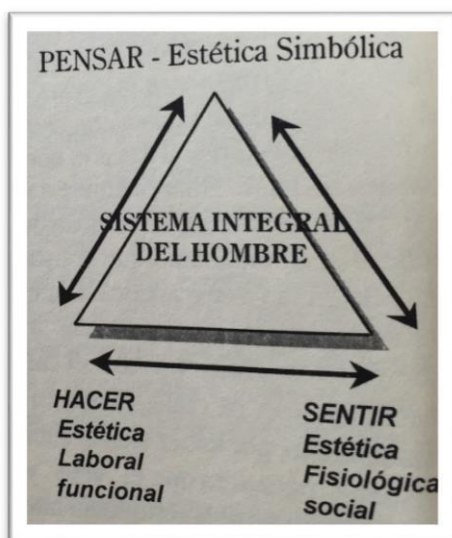 PENSAR - Estética Simbólica
SISTEMA INTEGRAL
DEL HOMBRE
HACER
Estética
Laboral
funcional
SENTIR
Estética
Fisiológica
social